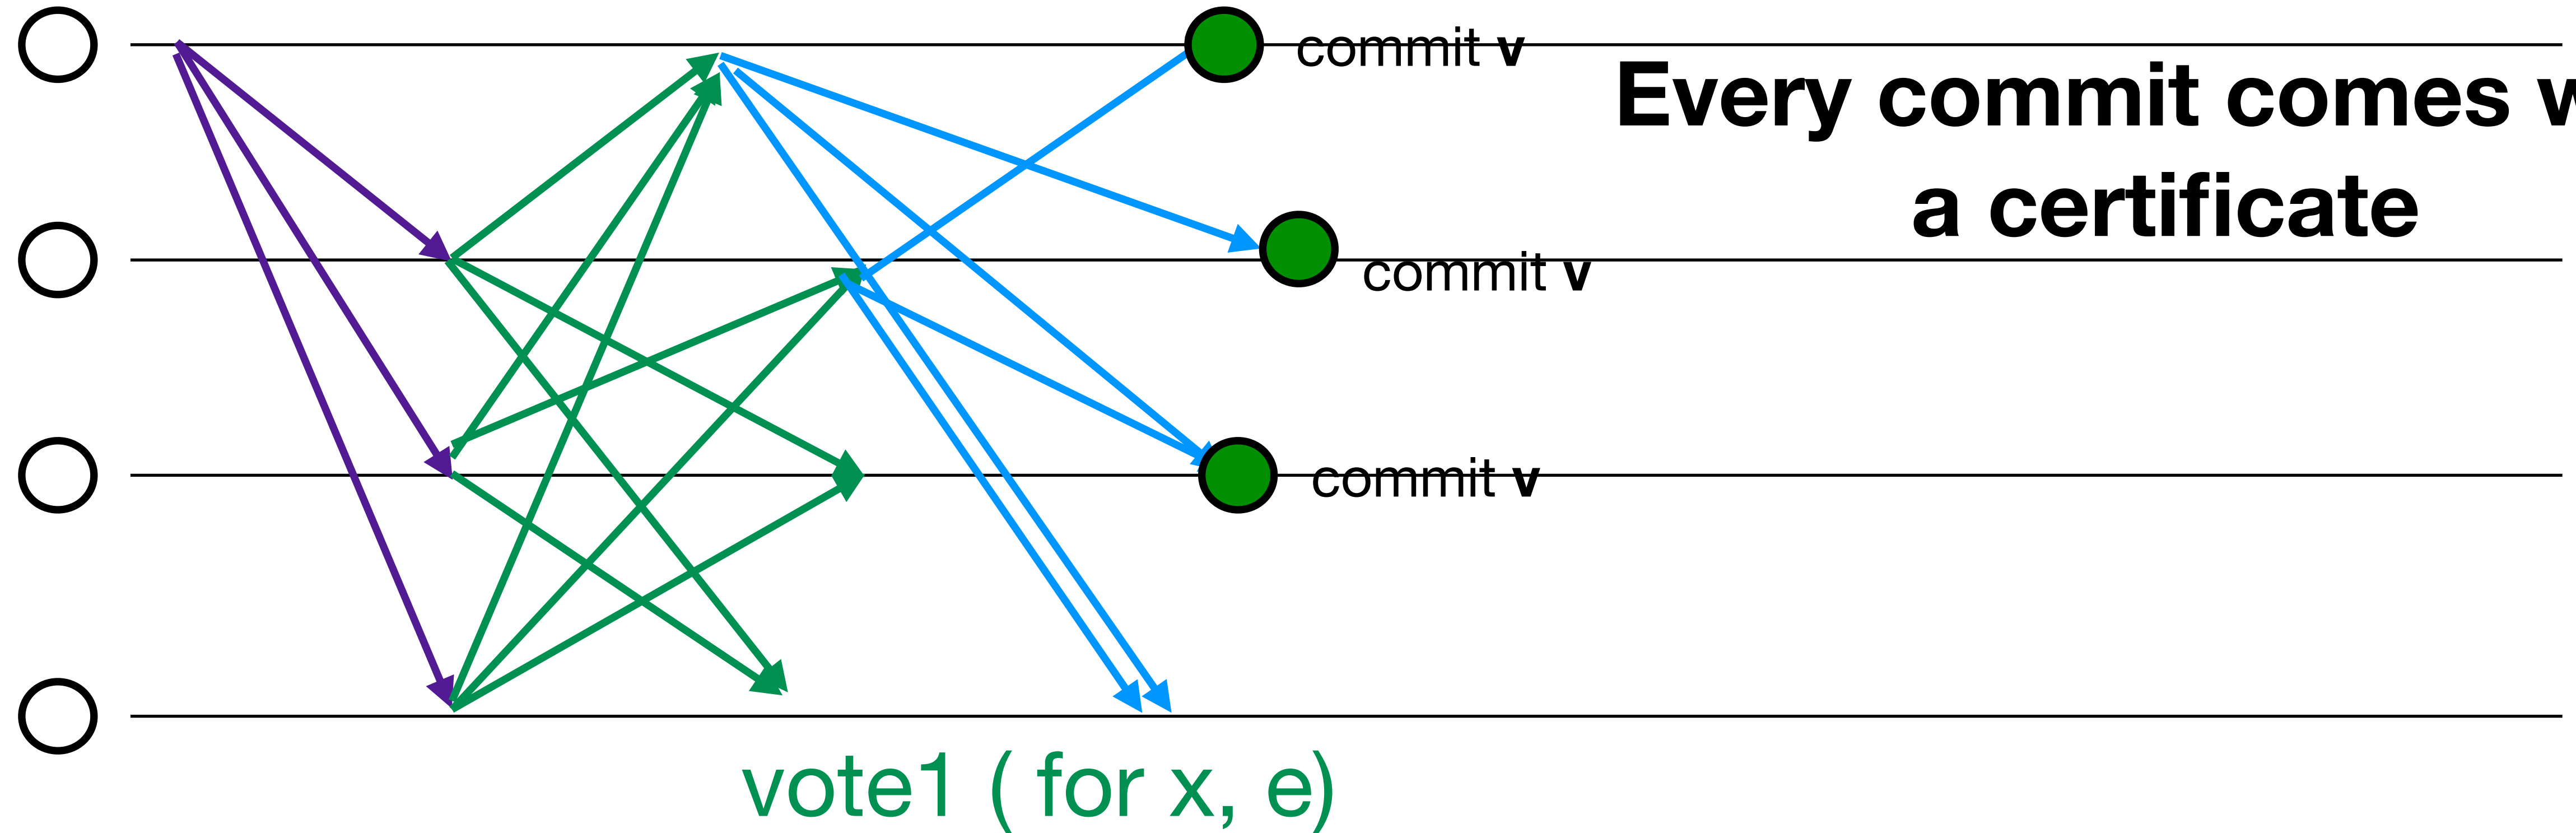 commit v
Every commit comes w
a certificate
commit v
commit v
vote1 ( for x, e)